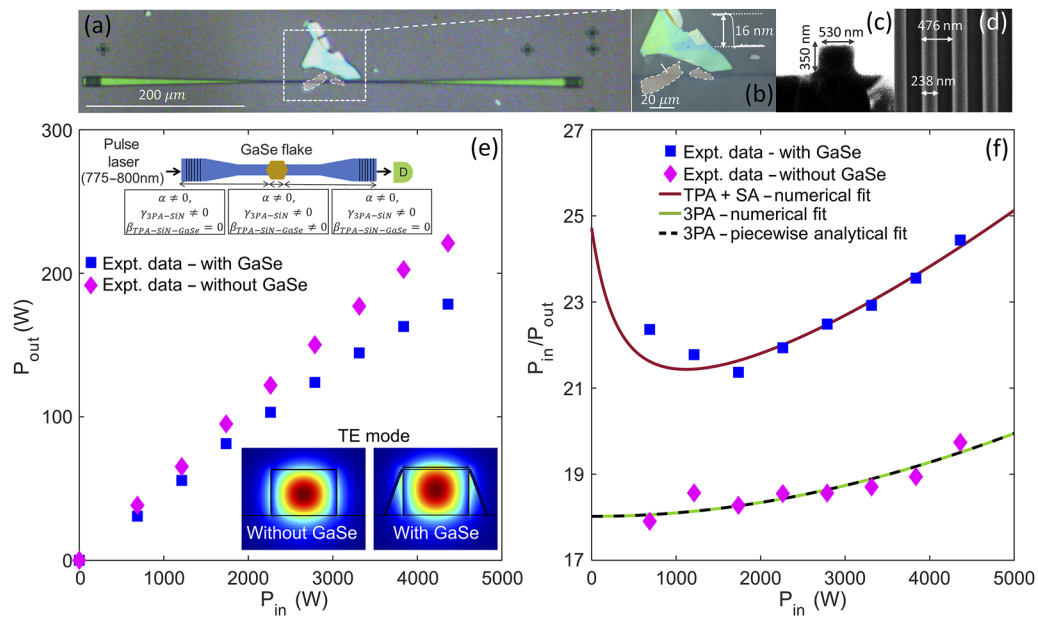 (a)
200 μm
16 nm
20 μm
(b)
(c)
530 nm
350 nm
476 nm
(d)
238 nm
(e)
Pulse
laser
(775–800nm)
GaSe flake
D
α ≠ 0,
γ3PA−SiN ≠ 0
βTPA−SiN−GaSe = 0
α ≠ 0,
γ3PA−SiN ≠ 0
βTPA−SiN−GaSe ≠ 0
α ≠ 0,
γ3PA−SiN ≠ 0
βTPA−SiN−GaSe = 0
Expt. data – with GaSe
Expt. data – without GaSe
TE mode
Without GaSe
With GaSe
300
200
100
0
Pout (W)
0
1000
2000
3000
4000
5000
Pin (W)
(f)
Expt. data - with GaSe
Expt. data -without GaSe
TPA + SA –numerical fit
3PA – numerical fit
3PA – piecewise analytical fit
27
25
23
21
19
17
Pin/Pout
0
1000
2000
3000
4000
5000
Pin (W)